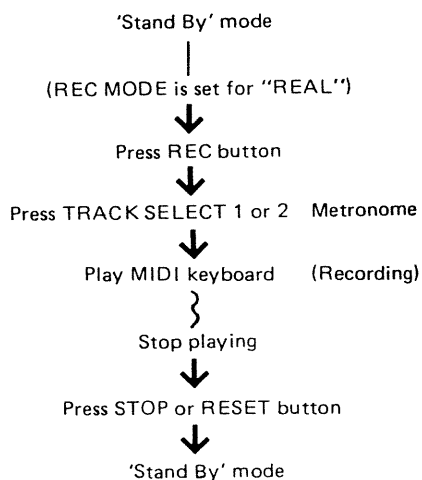 'Stand By' mode
(REC MODE is set for "REAL")
Press REC button
Press TRACK SELECT 1 or 2 Metronome
Play MIDI keyboard (Recording)
Stop playing
Press STOP or RESET button
'Stand By' mode